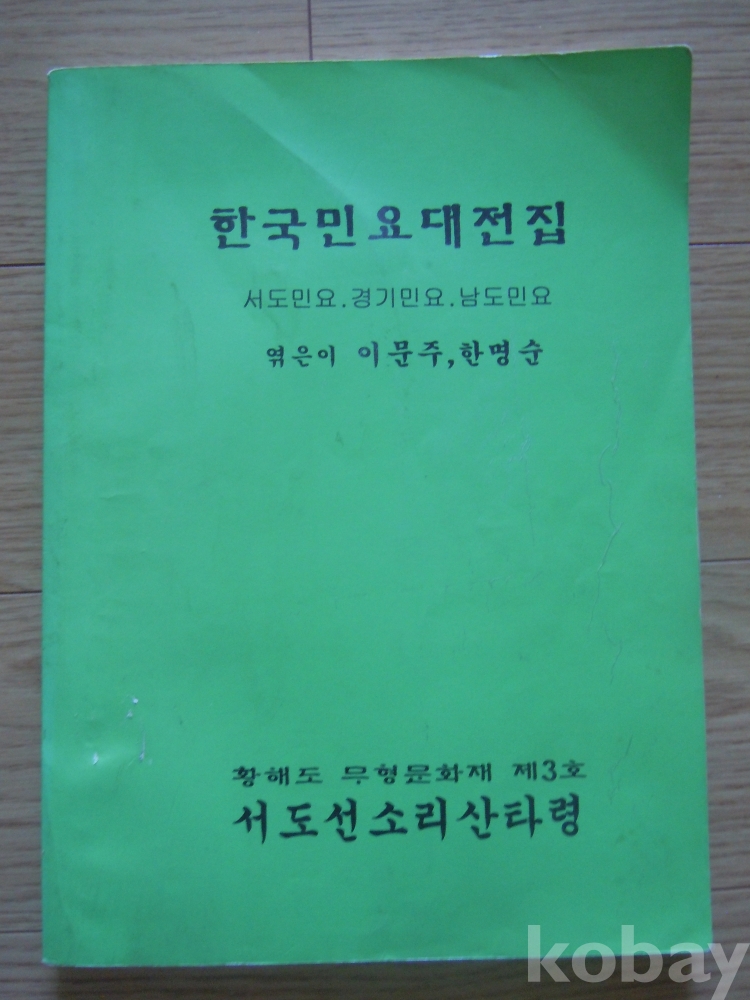 한국민요대전집
서도민요.경기민요.남도민요
엮은이 이문주,한명순
황해도 무형문화재 제3호
서도선소리산타령
kobay